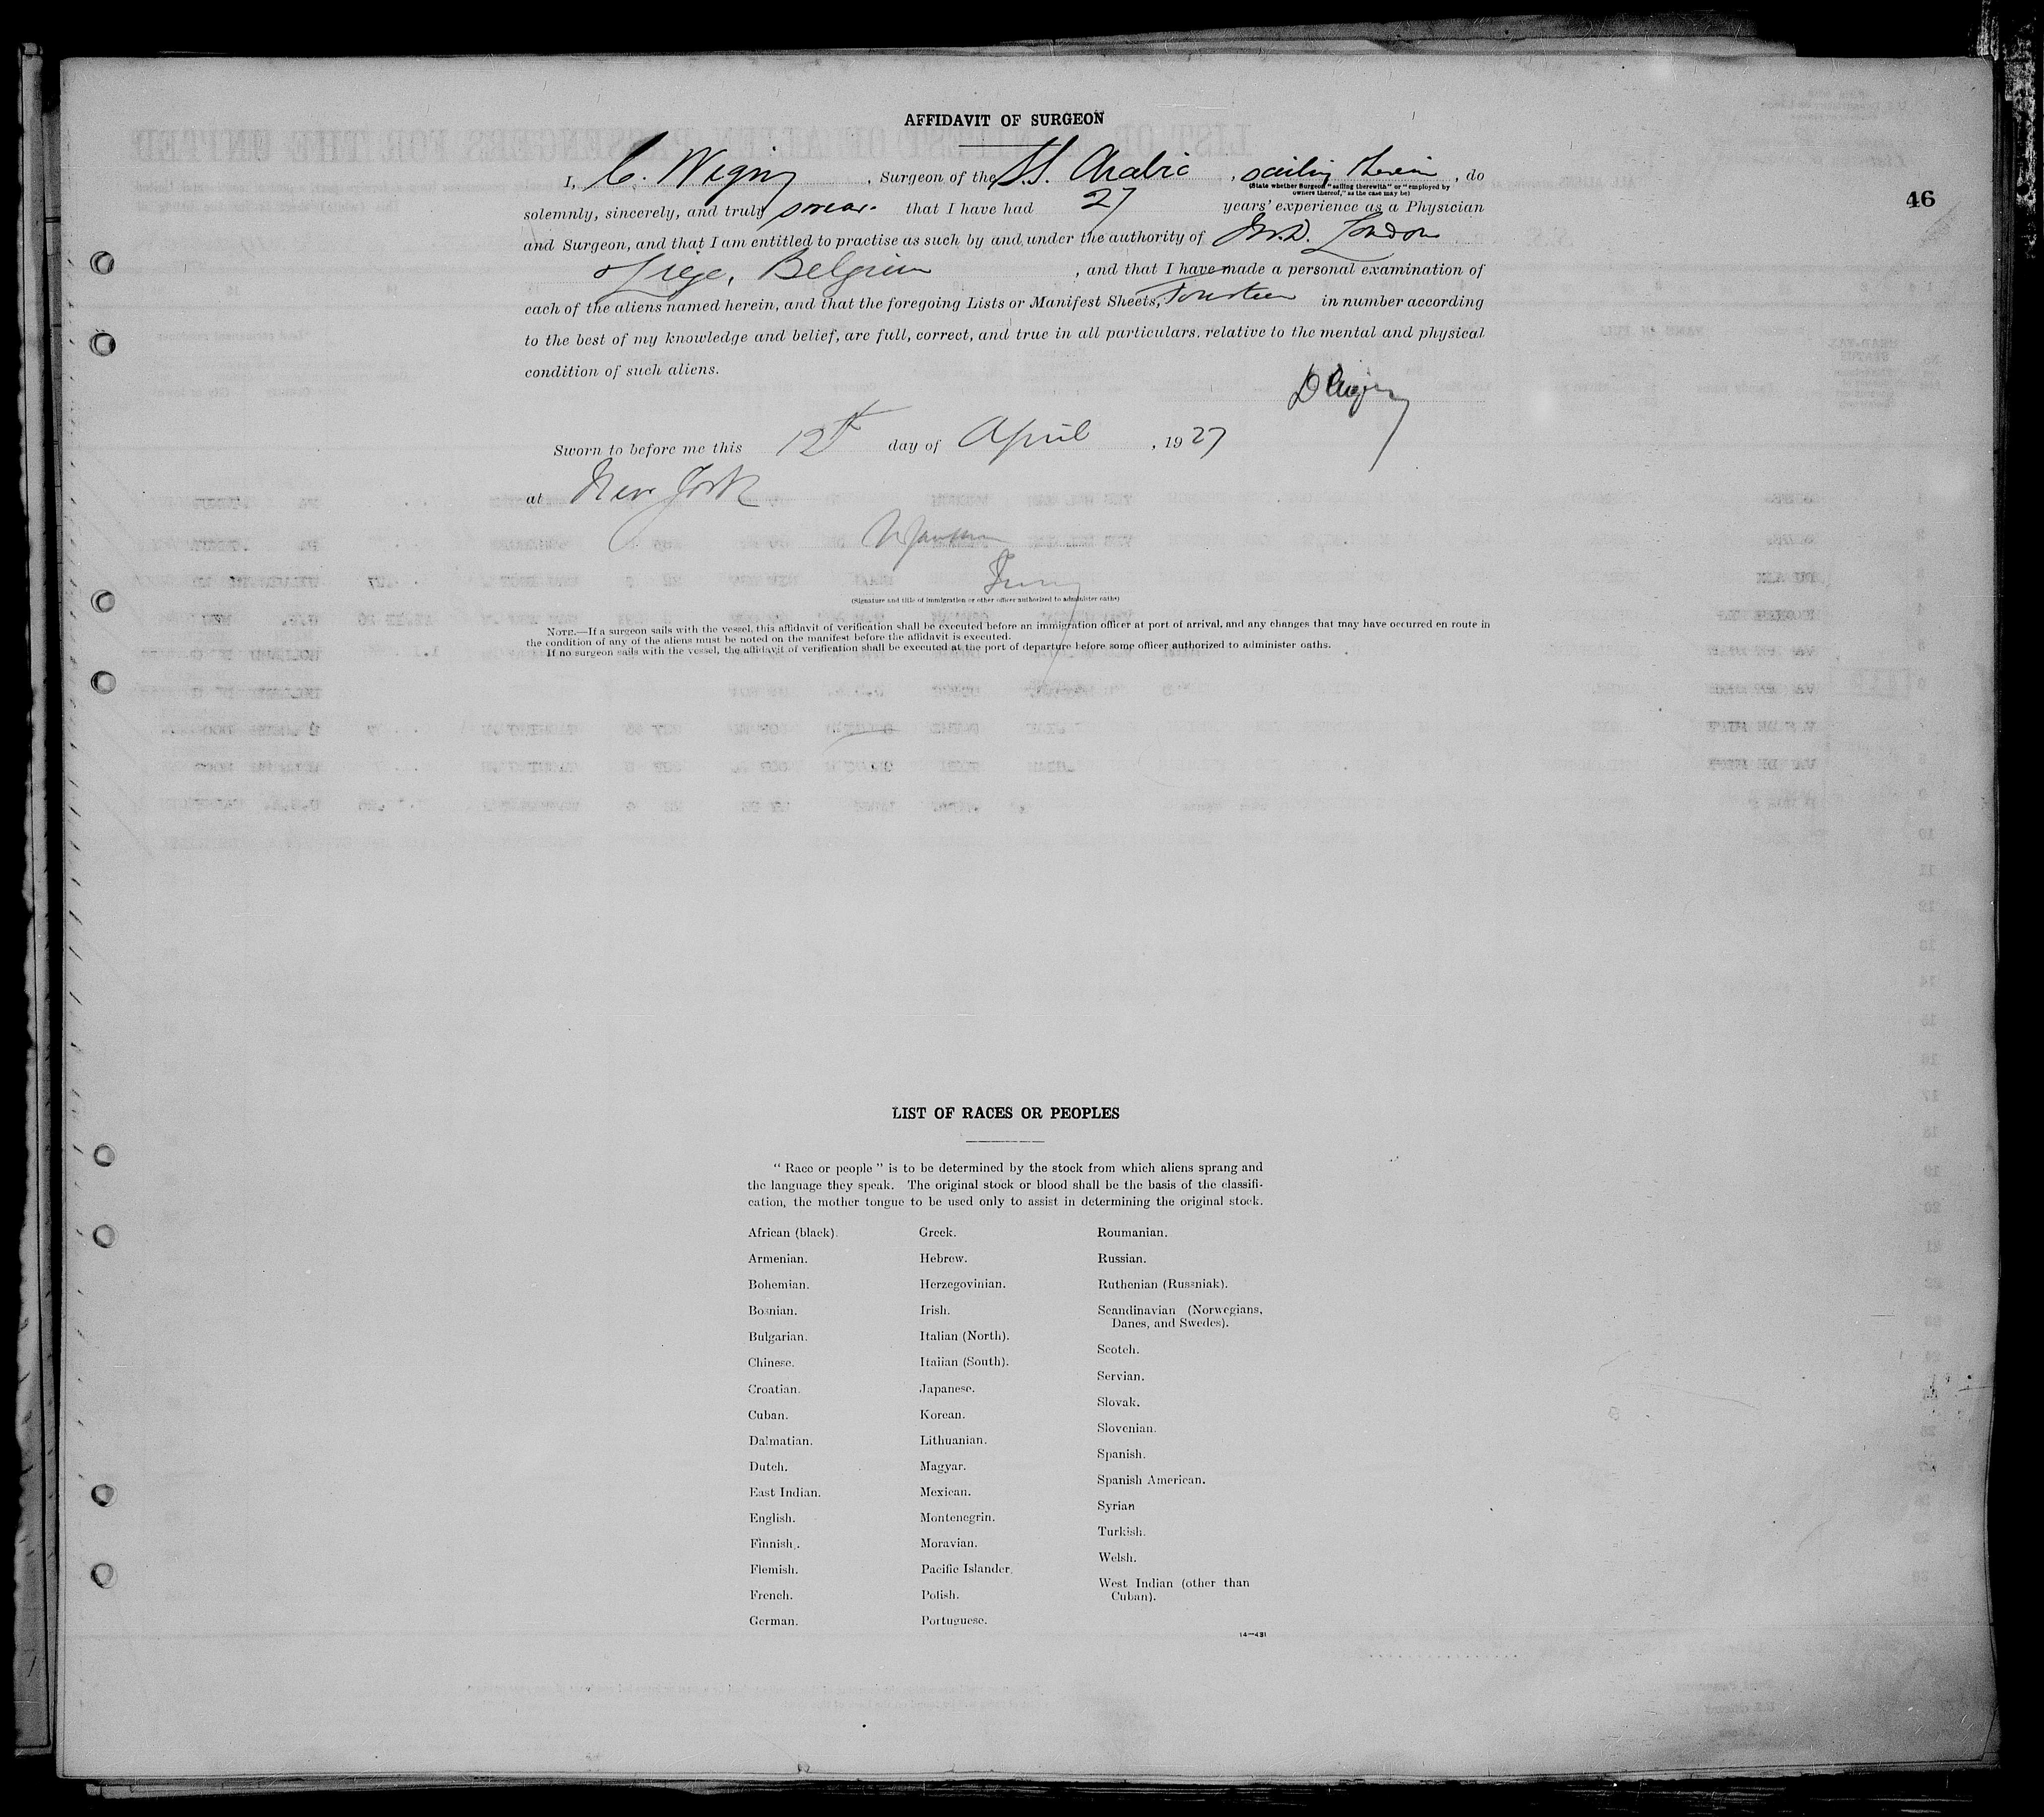 AFFIDAVIT OF SURGEON
46
I, C. Wegny, Surgeon of the SS. Arabic, sailing therein, do
(State whether Surgeon "sailing therewith" or "employed by
owners thereof," as the case may be)
solemnly, sincerely, and truly swear that I have had 27 years' experience as a Physician
and Surgeon, and that I am entitled to practise as such by and under the authority of M.D. London
Liege, Belgium, and that I have made a personal examination of
each of the aliens named herein, and that the foregoing Lists or Manifest Sheets, Fourteen in number according
to the best of my knowledge and belief, are full, correct, and true in all particulars, relative to the mental and physical
condition of such aliens.
Sworn to before me this 12th day of April, 1927
at New York
(Signature and title of immigration or other officer authorized to administer oaths)
NOTE.—If a surgeon sails with the vessel, this affidavit of verification shall be executed before an immigration officer at port of arrival, and any changes that may have occurred en route in
the condition of any of the aliens must be noted on the manifest before the affidavit is executed.
If no surgeon sails with the vessel, the affidavit of verification shall be executed at the port of departure before some officer authorized to administer oaths.
LIST OF RACES OR PEOPLES
"Race or people" is to be determined by the stock from which aliens sprang and
the language they speak. The original stock or blood shall be the basis of the classifi-
cation, the mother tongue to be used only to assist in determining the original stock.
African (black).
Armenian.
Bohemian.
Bosnian.
Bulgarian.
Chinese.
Croatian.
Cuban.
Dalmatian.
Dutch.
East Indian.
English.
Finnish.
Flemish.
French.
German.
Greek.
Hebrew.
Herzegovinian.
Irish.
Italian (North).
Italian (South).
Japanese.
Korean.
Lithuanian.
Magyar.
Mexican.
Montenegrin.
Moravian.
Pacific Islander.
Polish.
Portuguese.
Roumanian.
Russian.
Ruthenian (Russniak).
Scandinavian (Norwegians,
Danes, and Swedes).
Scotch.
Servian.
Slovak.
Slovenian.
Spanish.
Spanish American.
Syrian
Turkish.
Welsh.
West Indian (other than
Cuban).
14—431